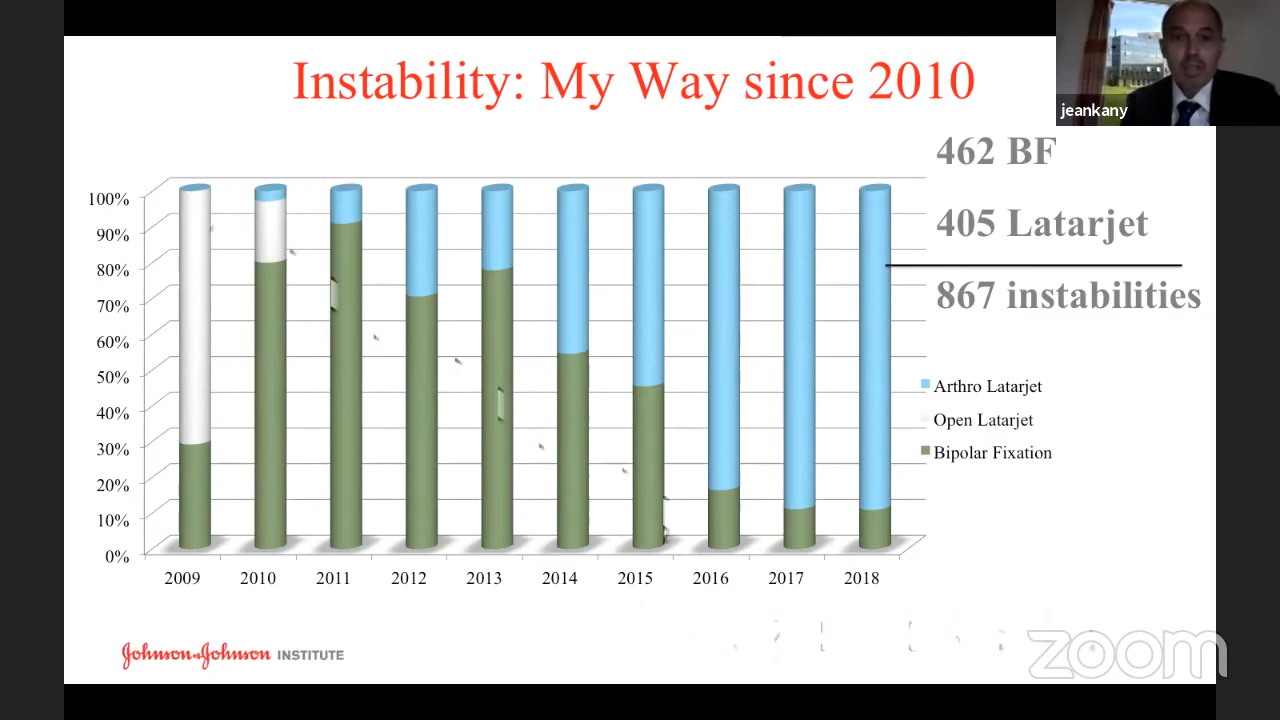 Instability: My Way since 2010
jeankany
462 BF
405 Latarjet
867 instabilities
100%
90%
80%
70%
60%
50%
40%
30%
20%
10%
0%
2009 2010 2011 2012 2013 2014 2015 2016 2017 2018
Arthro Latarjet
Open Latarjet
Bipolar Fixation
Johnson & Johnson INSTITUTE
zoom